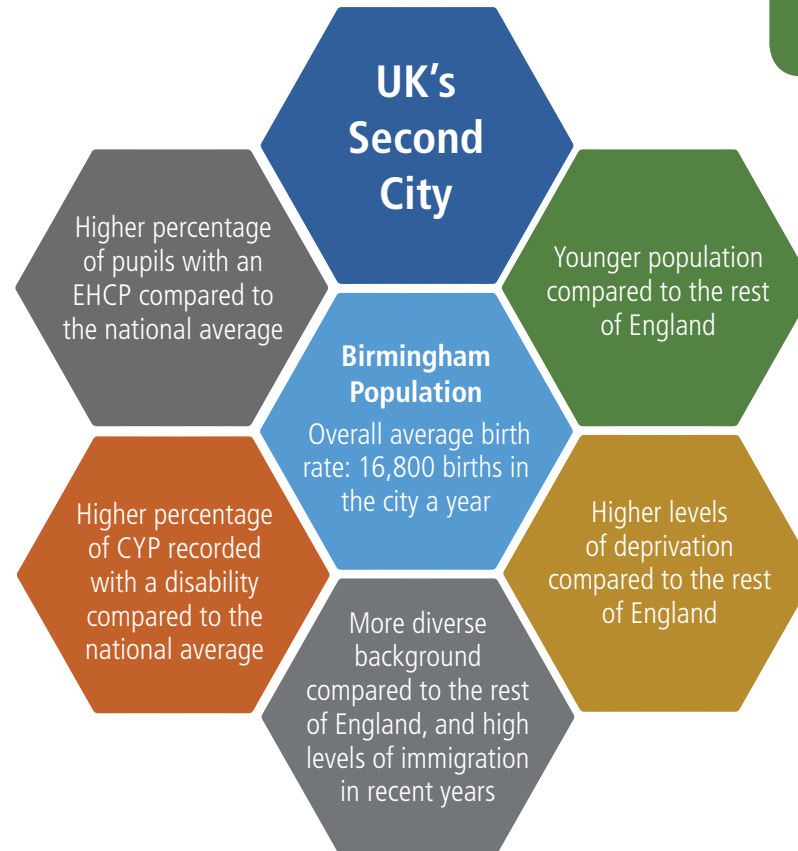 UK's
Second
City
Higher percentage
of pupils with an
EHCP compared to
the national average
Younger population
compared to the rest
of England
Birmingham
Population
Overall average birth
rate: 16,800 births in
the city a year
Higher percentage
of CYP recorded
with a disability
compared to the
national average
Higher levels
of deprivation
compared to the rest
of England
More diverse
background
compared to the rest
of England, and high
levels of immigration
in recent years